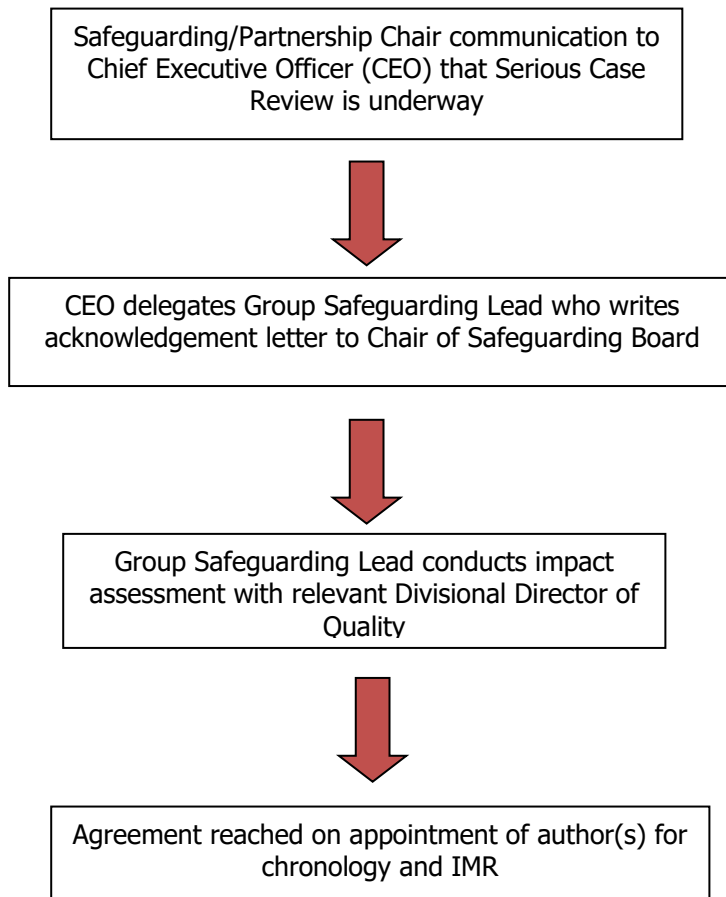 Safeguarding/Partnership Chair communication to
Chief Executive Officer (CEO) that Serious Case
Review is underway
CEO delegates Group Safeguarding Lead who writes
acknowledgement letter to Chair of Safeguarding Board
Group Safeguarding Lead conducts impact
assessment with relevant Divisional Director of
Quality
Agreement reached on appointment of author(s) for
chronology and IMR